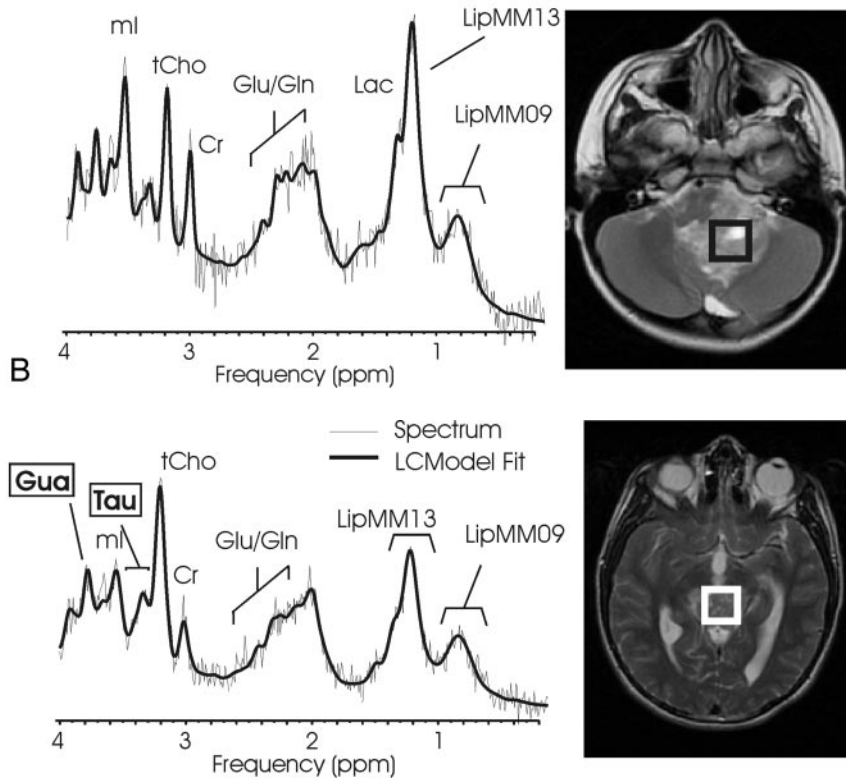 mI
tCho
Cr
Glu/Gln
Lac
LipMM13
LipMM09
4 3 2 1
Frequency (ppm)
B
Spectrum
LCModel Fit
Gua
mI
Tau
tCho
Cr
Glu/Gln
LipMM13
LipMM09
4 3 2 1
Frequency (ppm)